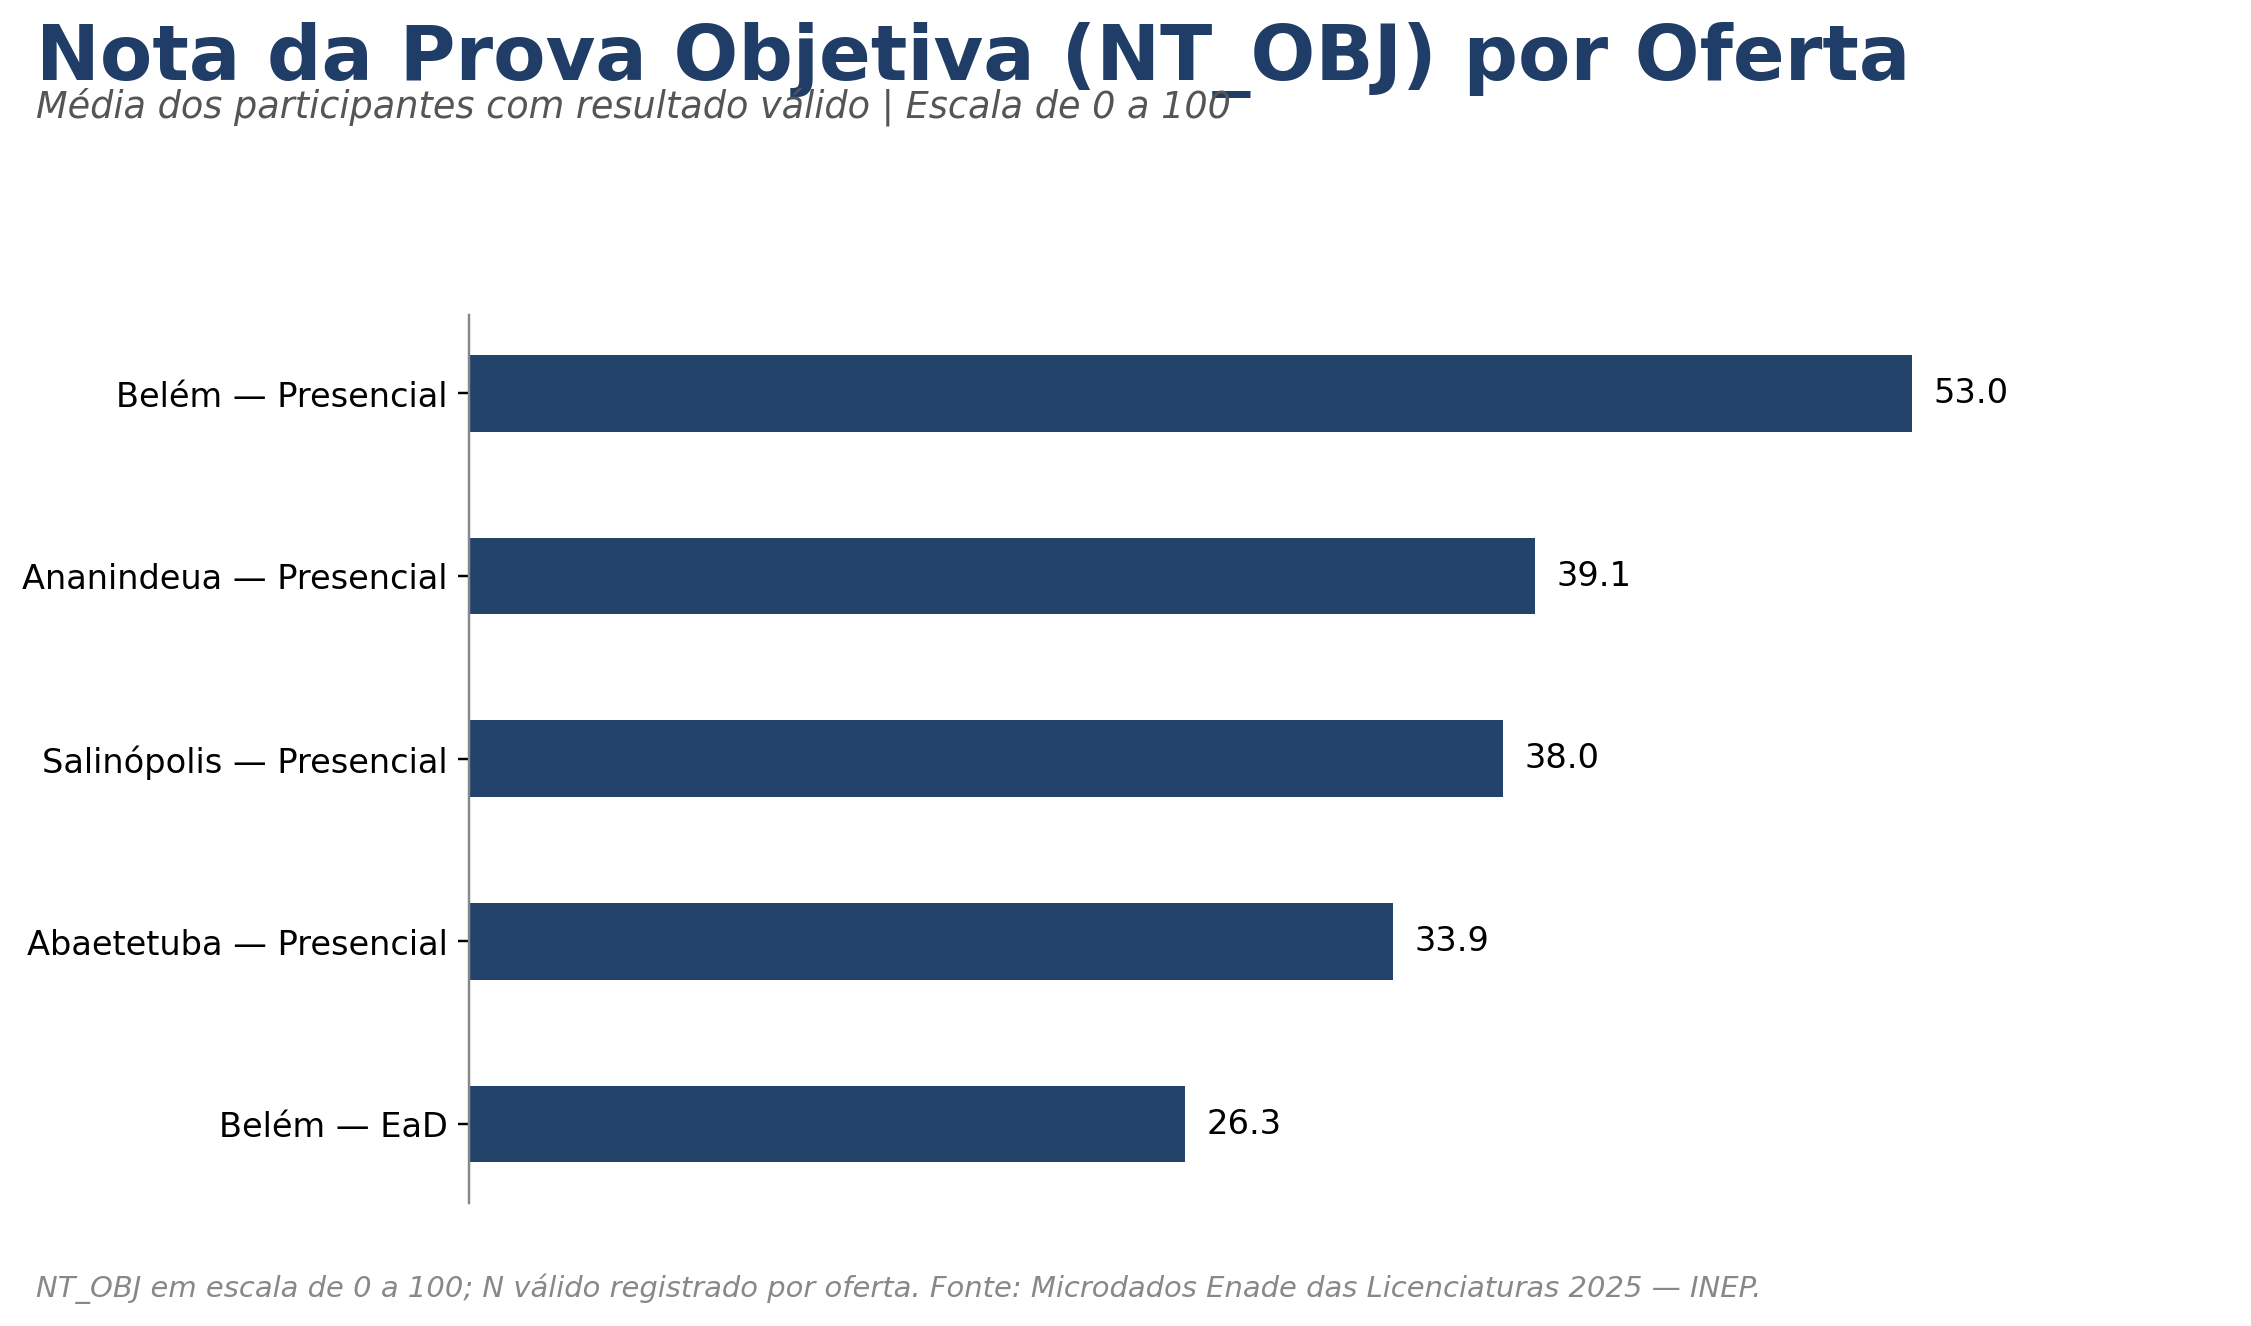 Nota da Prova Objetiva (NT_OBJ) por Oferta
Média dos participantes com resultado válido | Escala de 0 a 100
Belém — Presencial 53.0
Ananindeua — Presencial 39.1
Salinópolis — Presencial 38.0
Abaetetuba — Presencial 33.9
Belém — EaD 26.3
NT_OBJ em escala de 0 a 100; N válido registrado por oferta. Fonte: Microdados Enade das Licenciaturas 2025 — INEP.